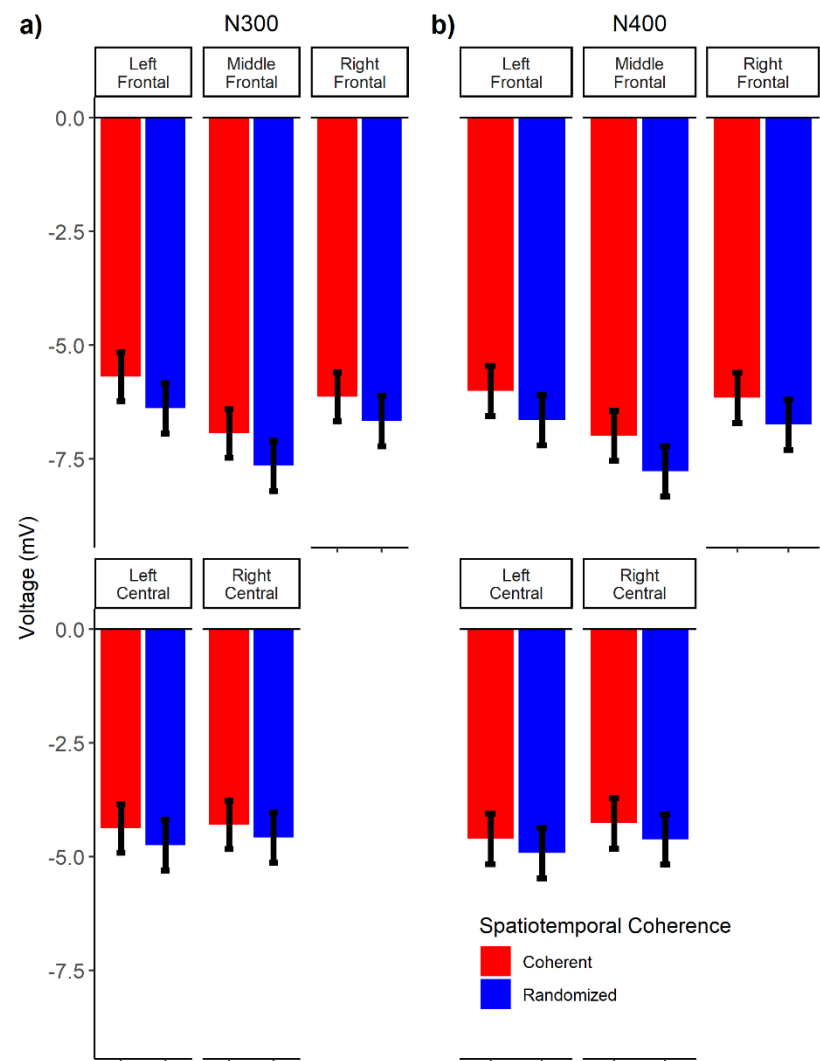 a)
N300
b)
N400
Left
Frontal
Middle
Frontal
Right
Frontal
Left
Frontal
Middle
Frontal
Right
Frontal
0.0
-2.5
-5.0
-7.5
Voltage (mV)
Left
Central
Right
Central
Left
Central
Right
Central
0.0
-2.5
-5.0
-7.5
Spatiotemporal Coherence
Coherent
Randomized